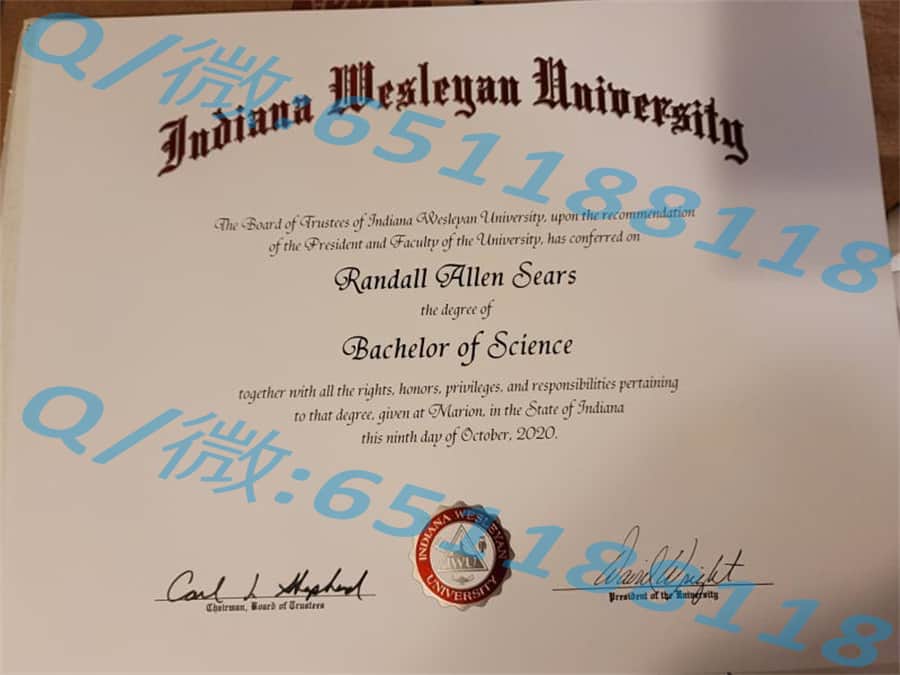 Indiana Wesleyan University
The Board of Trustees of Indiana Wesleyan University, upon the recommendation
of the President and Faculty of the University, has conferred on
Randall Allen Sears
the degree of
Bachelor of Science
together with all the rights, honors, privileges, and responsibilities pertaining
to that degree, given at Marion, in the State of Indiana
this ninth day of October, 2020.
INDIANA WESLEYAN
IWU
UNIVERSITY
Carl L Shepherd
Chairman, Board of Trustees
David Wright
President of the University
Q/微:651188118
Q/微:651188118